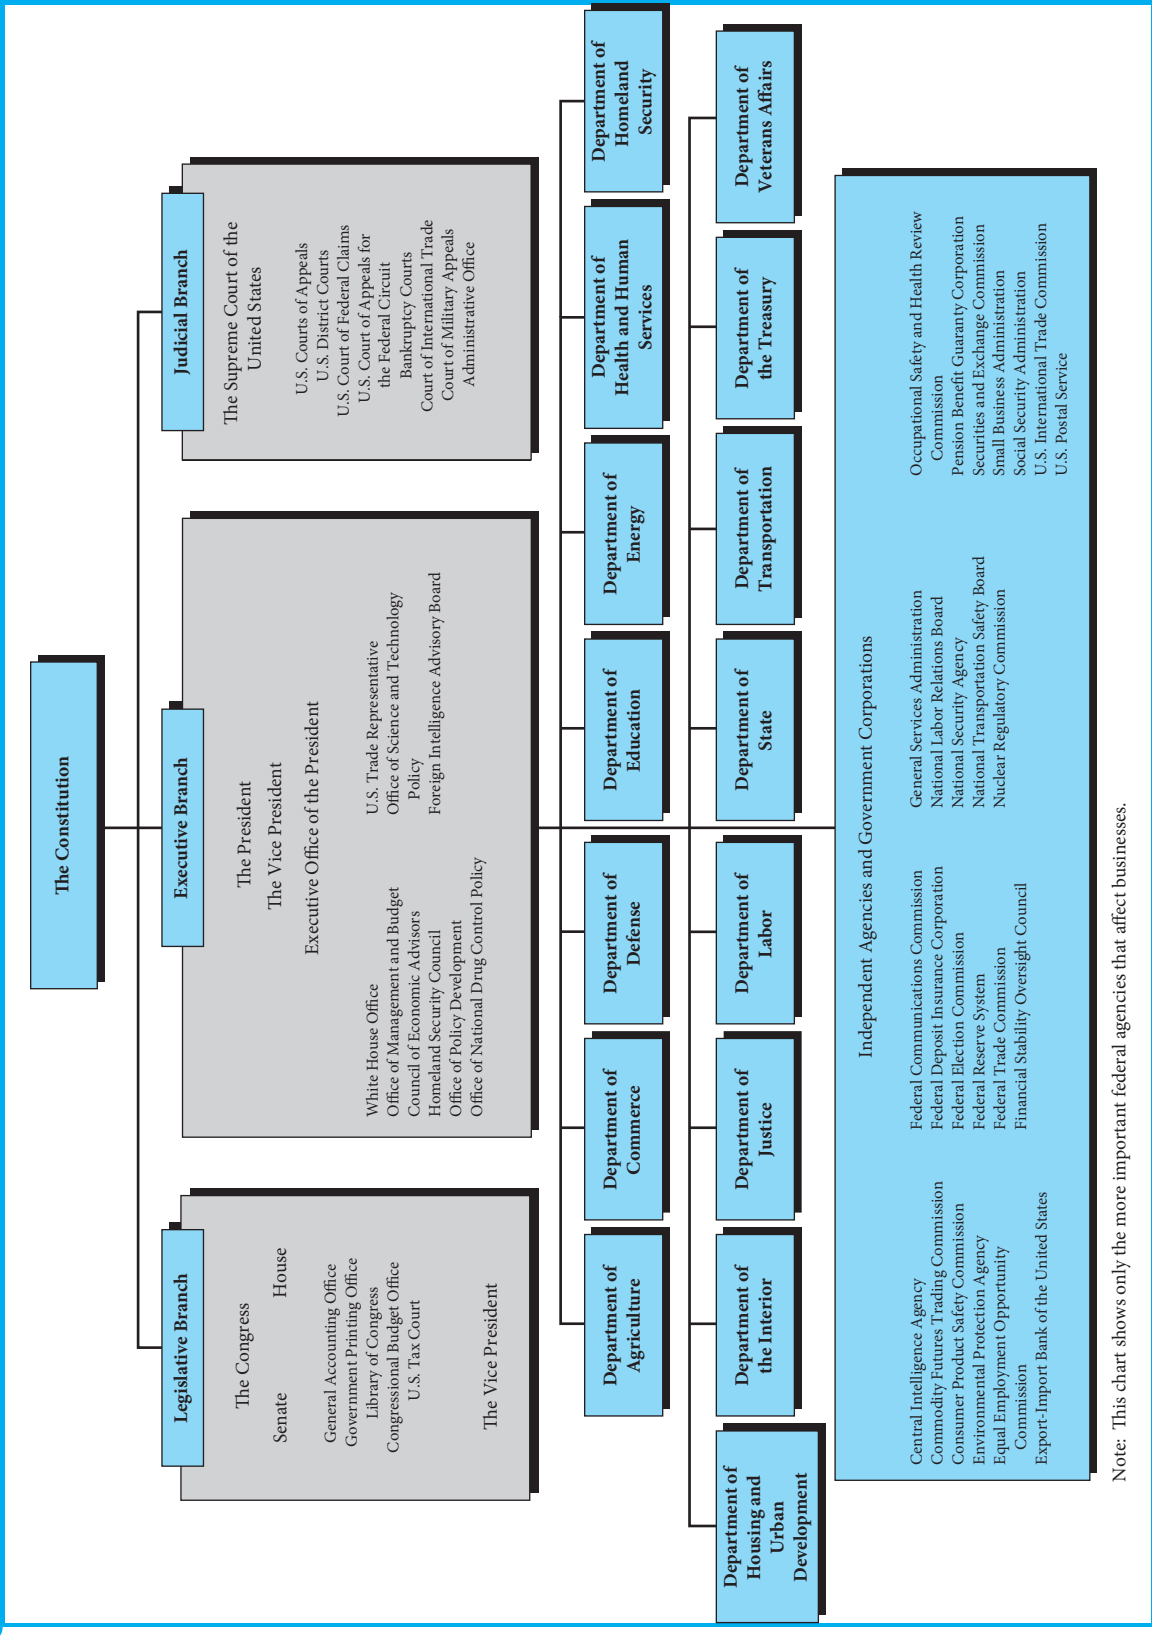 The Constitution
Legislative Branch
The Congress
Senate House
General Accounting Office
Government Printing Office
Library of Congress
Congressional Budget Office
U.S. Tax Court
The Vice President
Executive Branch
The President
The Vice President
Executive Office of the President
White House Office
Office of Management and Budget
Council of Economic Advisors
Homeland Security Council
Office of Policy Development
Office of National Drug Control Policy
U.S. Trade Representative
Office of Science and Technology
Policy
Foreign Intelligence Advisory Board
Judicial Branch
The Supreme Court of the
United States
U.S. Courts of Appeals
U.S. District Courts
U.S. Court of Federal Claims
U.S. Court of Appeals for
the Federal Circuit
Bankruptcy Courts
Court of International Trade
Court of Military Appeals
Administrative Office
Department of
Agriculture
Department of
Commerce
Department of
Defense
Department of
Education
Department of
Energy
Department of
Health and Human
Services
Department of
Homeland
Security
Department of
Housing and
Urban
Development
Department of
the Interior
Department of
Justice
Department of
Labor
Department of
State
Department of
Transportation
Department of
the Treasury
Department of
Veterans Affairs
Independent Agencies and Government Corporations
Central Intelligence Agency
Commodity Futures Trading Commission
Consumer Product Safety Commission
Environmental Protection Agency
Equal Employment Opportunity
Commission
Export-Import Bank of the United States
Federal Communications Commission
Federal Deposit Insurance Corporation
Federal Election Commission
Federal Reserve System
Federal Trade Commission
Financial Stability Oversight Council
General Services Administration
National Labor Relations Board
National Security Agency
National Transportation Safety Board
Nuclear Regulatory Commission
Occupational Safety and Health Review
Commission
Pension Benefit Guaranty Corporation
Securities and Exchange Commission
Small Business Administration
Social Security Administration
U.S. International Trade Commission
U.S. Postal Service
Note: This chart shows only the more important federal agencies that affect businesses.